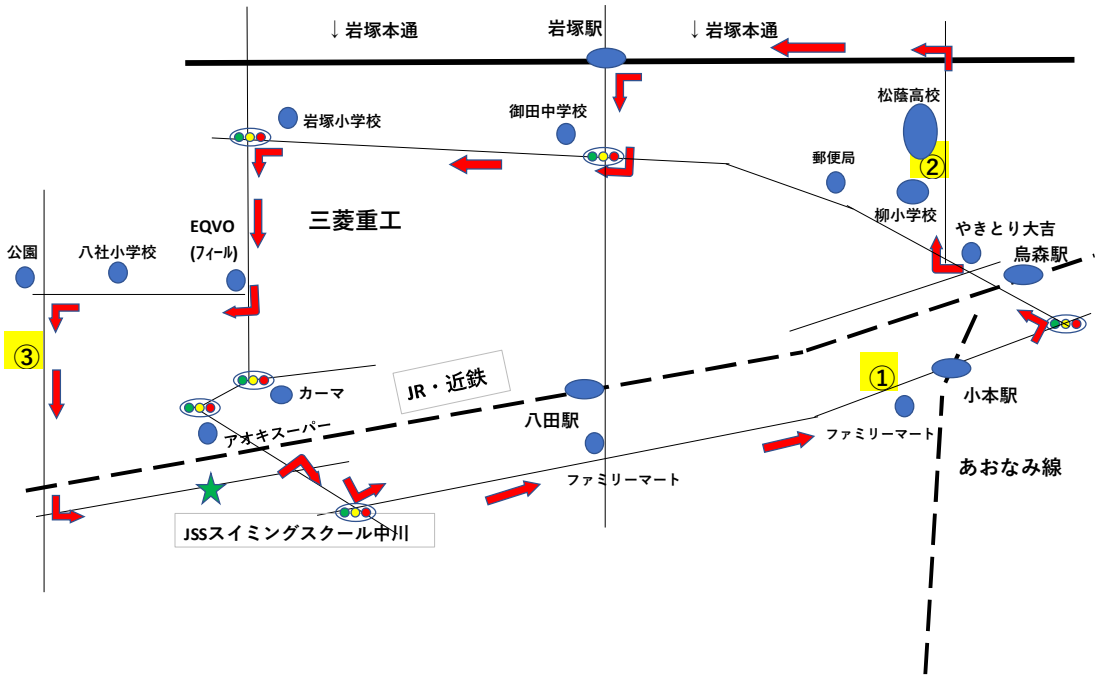 ↓岩塚本通
岩塚駅
↓岩塚本通
松蔭高校
御田中学校
岩塚小学校
郵便局
②
柳小学校
三菱重工
EQVO
(フィール)
やきとり大吉
烏森駅
公園
八社小学校
③
JR・近鉄
①
カーマ
小本駅
八田駅
アオキスーパー
ファミリーマート
あおなみ線
ファミリーマート
JSSスイミングスクール中川